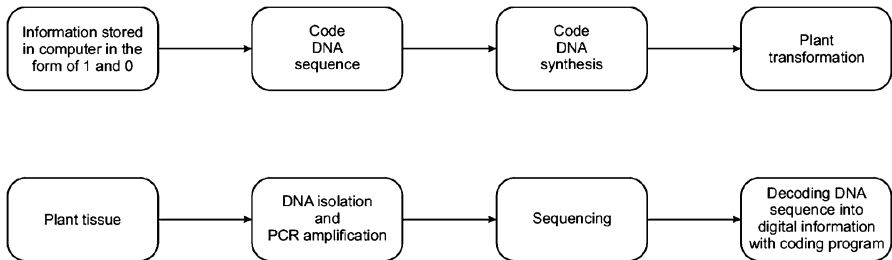 Information stored
in computer in the
form of 1 and 0
Code
DNA
sequence
Code
DNA
synthesis
Plant
transformation
Plant tissue
DNA isolation
and
PCR amplification
Sequencing
Decoding DNA
sequence into
digital information
with coding program